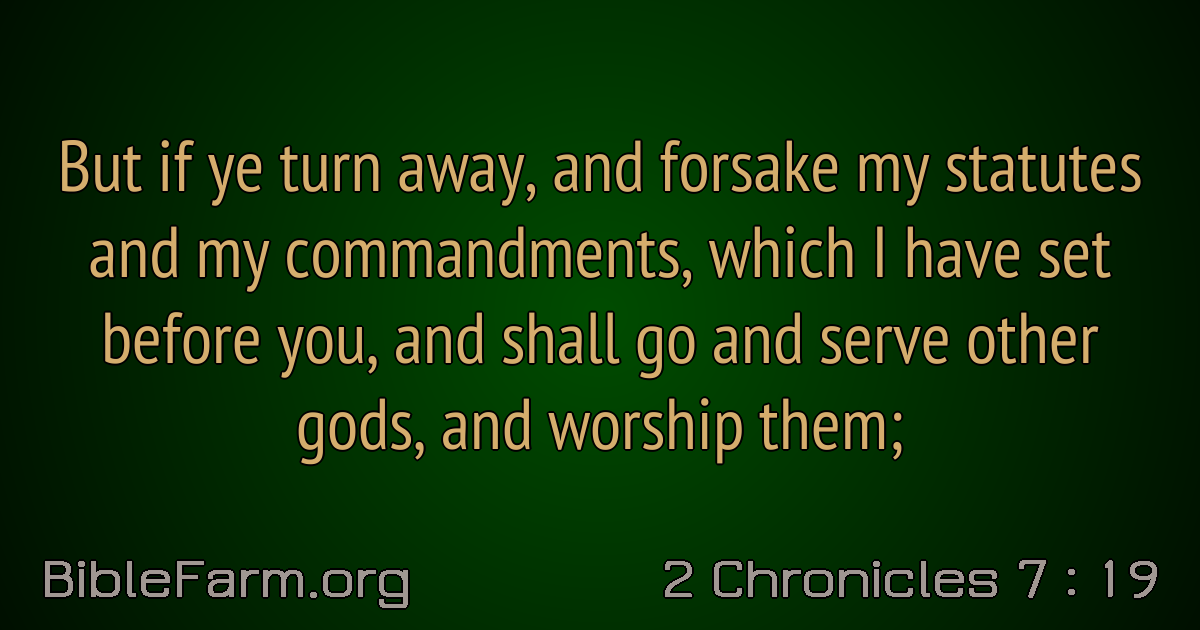 But if ye turn away, and forsake my statutes
and my commandments, which I have set
before you, and shall go and serve other
gods, and worship them;
BibleFarm.org
2 Chronicles 7 : 19